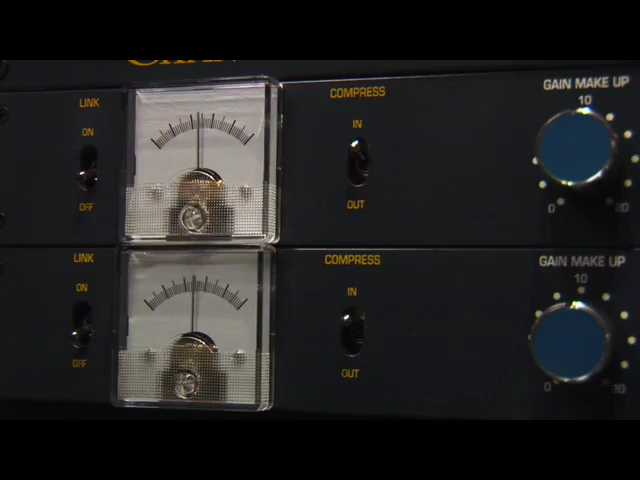 LINK
COMPRESS
GAIN MAKE UP
10
ON
IN
OFF
OUT
0
20
LINK
COMPRESS
GAIN MAKE UP
10
ON
IN
OFF
OUT
0
20